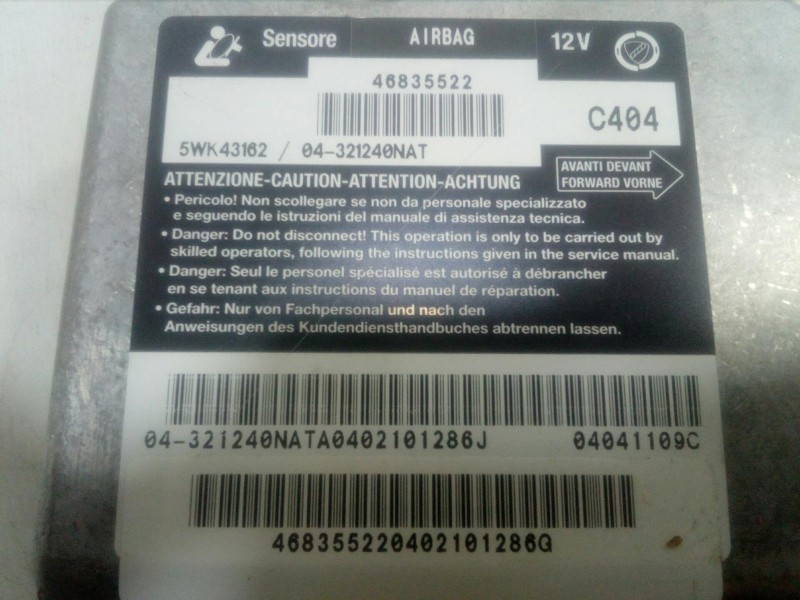 Sensore AIRBAG 12V
46835522
C404
5WK43162 / 04-321240NAT
AVANTI DEVANT
FORWARD VORNE
ATTENZIONE-CAUTION-ATTENTION-ACHTUNG
• Pericolo! Non scollegare se non da personale specializzato
e seguendo le istruzioni del manuale di assistenza tecnica.
• Danger: Do not disconnect! This operation is only to be carried out by
skilled operators, following the instructions given in the service manual.
• Danger: Seul le personel spécialisé est autorisé à débrancher
en se tenant aux instructions du manuel de réparation.
• Gefahr: Nur von Fachpersonal und nach den
Anweisungen des Kundendiensthandbuches abtrennen lassen.
04-321240NATA0402101286J 04041109C
468355220402101286Q